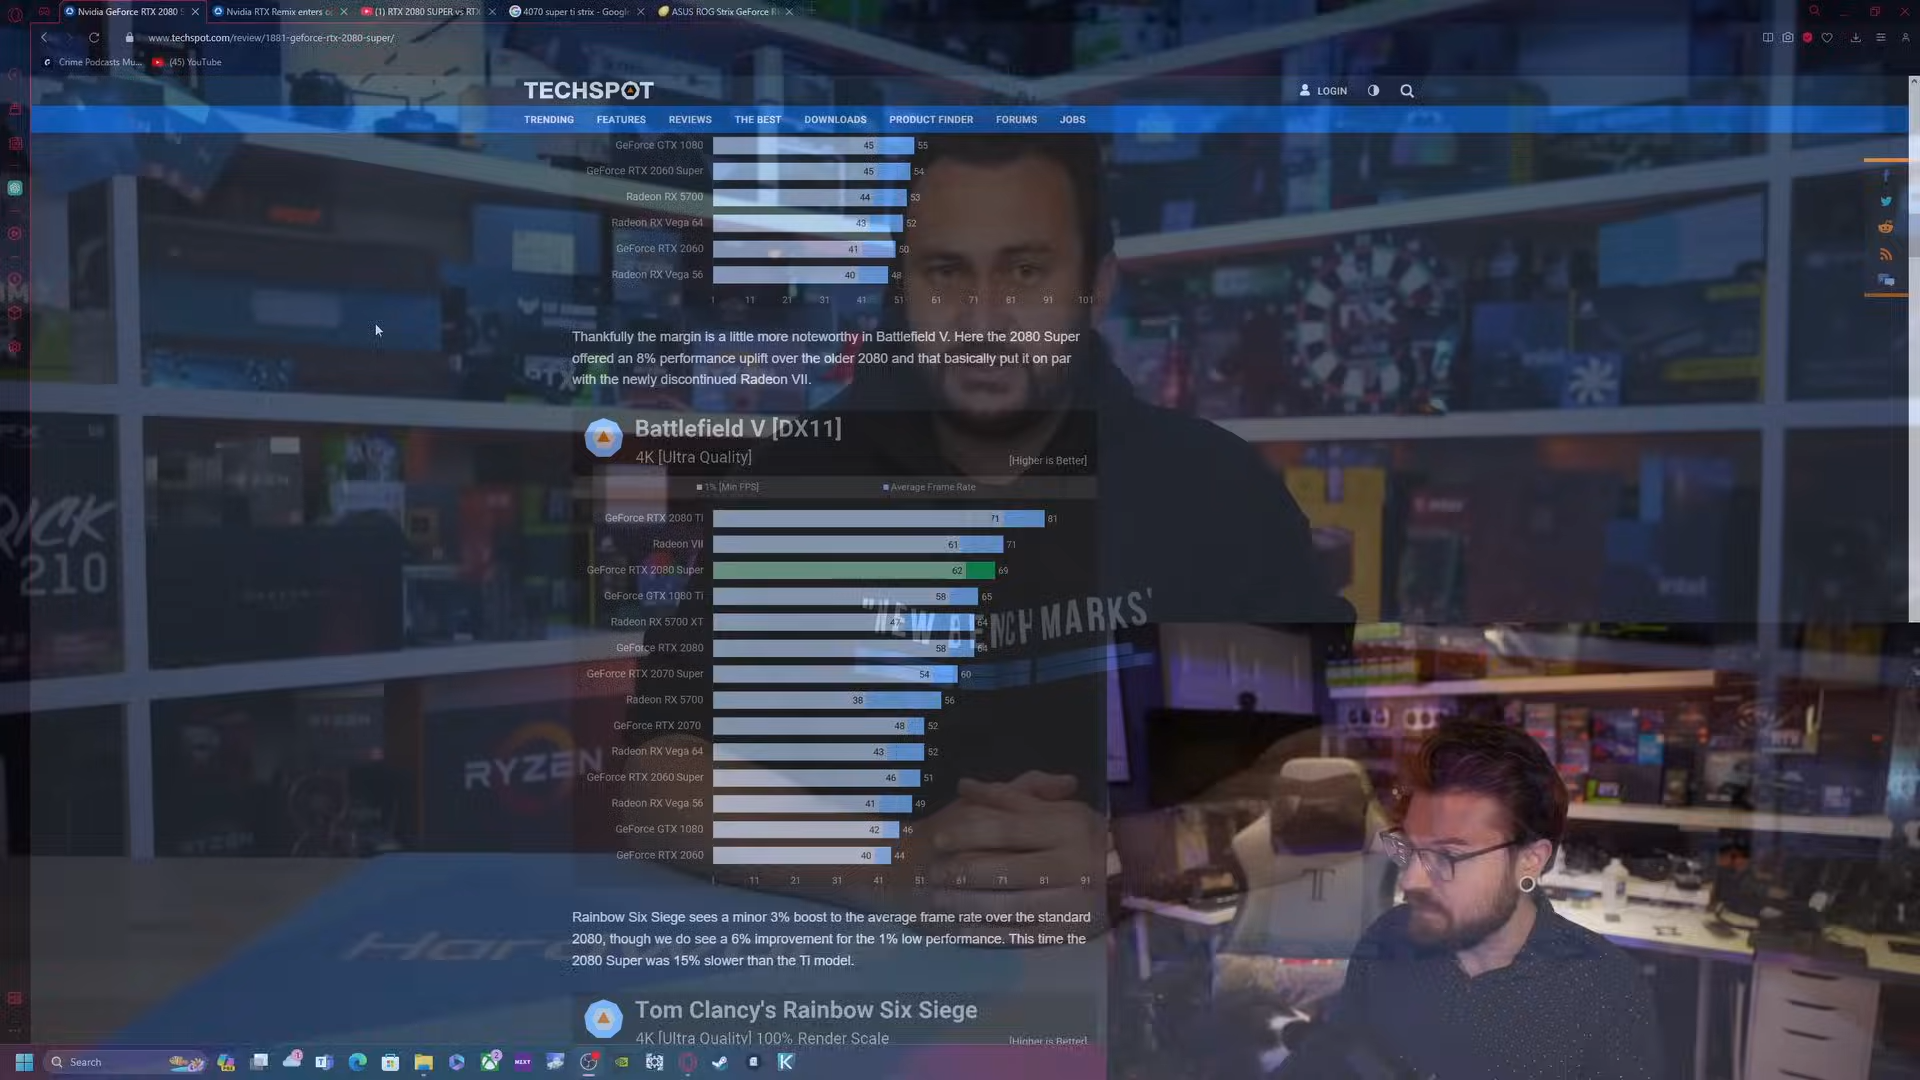 Nvidia GeForce RTX 2080 S
Nvidia RTX Remix enters o
(1) RTX 2080 SUPER vs RT
4070 super ti strix - Google
ASUS ROG Strix GeForce R
www.techspot.com/review/1881-geforce-rtx-2080-super/
Crime Podcasts Mu...
(45) YouTube
TECHSPOT
LOGIN
TRENDING
FEATURES
REVIEWS
THE BEST
DOWNLOADS
PRODUCT FINDER
FORUMS
JOBS
GeForce GTX 1080 45 55
GeForce RTX 2060 Super 45 54
Radeon RX 5700 44 53
Radeon RX Vega 64 43 52
GeForce RTX 2060 41 50
Radeon RX Vega 56 40 48
1 11 21 31 41 51 61 71 81 91 101
Thankfully the margin is a little more noteworthy in Battlefield V. Here the 2080 Super
offered an 8% performance uplift over the older 2080 and that basically put it on par
with the newly discontinued Radeon VII.
Battlefield V [DX11]
4K [Ultra Quality]
[Higher is Better]
1% [Min FPS]
Average Frame Rate
GeForce RTX 2080 Ti 71 81
Radeon VII 61 71
GeForce RTX 2080 Super 62 69
GeForce GTX 1080 Ti 58 65
Radeon RX 5700 XT 47 64
GeForce RTX 2080 58 64
GeForce RTX 2070 Super 54 60
Radeon RX 5700 38 56
GeForce RTX 2070 48 52
Radeon RX Vega 64 43 52
GeForce RTX 2060 Super 46 51
Radeon RX Vega 56 41 49
GeForce GTX 1080 42 46
GeForce RTX 2060 40 44
1 11 21 31 41 51 61 71 81 91
"NEW BENCHMARKS"
RICK
210
RYZEN
Rainbow Six Siege sees a minor 3% boost to the average frame rate over the standard
2080, though we do see a 6% improvement for the 1% low performance. This time the
2080 Super was 15% slower than the Ti model.
Tom Clancy's Rainbow Six Siege
4K [Ultra Quality] 100% Render Scale
[Higher is Better]
Search